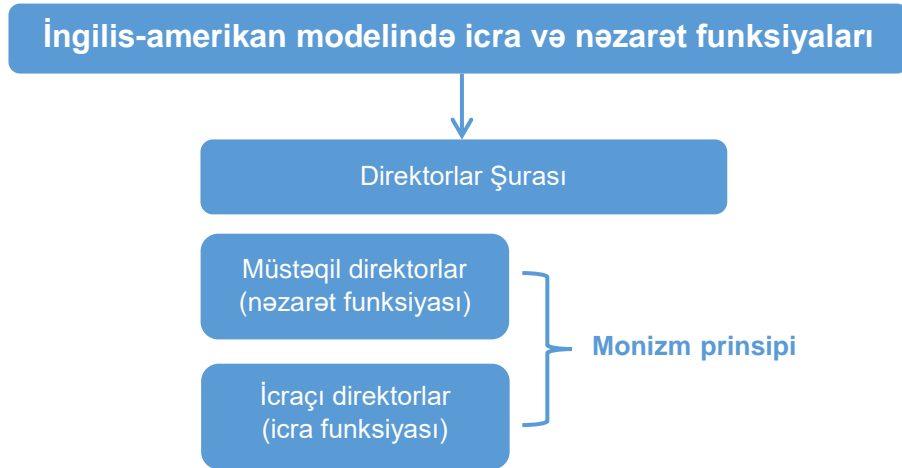 İngilis-amerikan modelində icra və nəzarət funksiyaları
Direktorlar Şurası
Müstəqil direktorlar
(nəzarət funksiyası)
Monizm prinsipi
İcraçı direktorlar
(icra funksiyası)